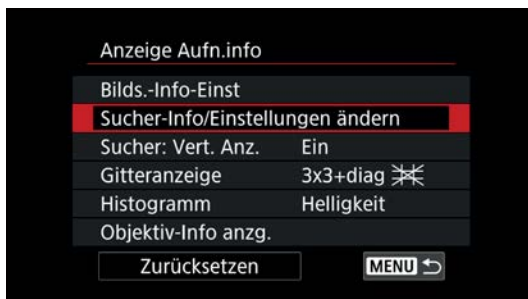 Anzeige Aufn.info
Bilds.-Info-Einst
Sucher-Info/Einstellungen ändern
Sucher: Vert. Anz. Ein
Gitteranzeige 3x3+diag
Histogramm Helligkeit
Objektiv-Info anzg.
Zurücksetzen MENU